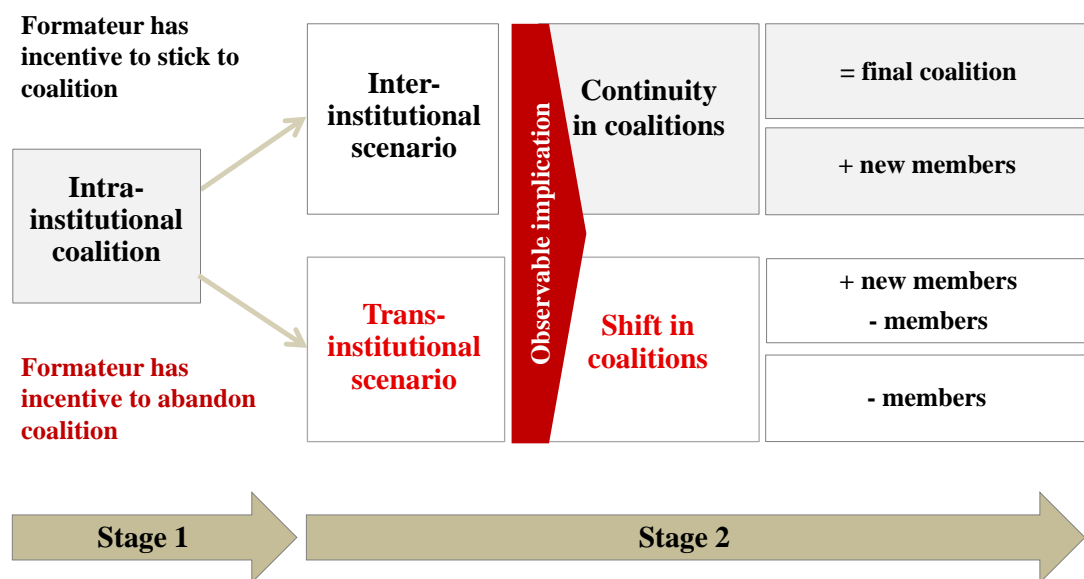 Formateur has
incentive to stick to
coalition
Intra-
institutional
coalition
Formateur has
incentive to abandon
coalition
Inter-
institutional
scenario
Trans-
institutional
scenario
Observable implication
Continuity
in coalitions
Shift in
coalitions
= final coalition
+ new members
+ new members
- members
- members
Stage 1
Stage 2